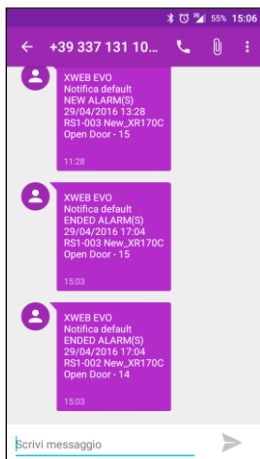 55% 15:06
+39 337 131 10...
XWEB EVO
Notifica default
NEW ALARM(S)
29/04/2016 13:28
RS1-003 New_XR170C
Open Door - 15
11:28
XWEB EVO
Notifica default
ENDED ALARM(S)
29/04/2016 17:04
RS1-003 New_XR170C
Open Door - 15
15:03
XWEB EVO
Notifica default
ENDED ALARM(S)
29/04/2016 17:04
RS1-002 New_XR170C
Open Door - 14
15:03
Scrivi messaggio